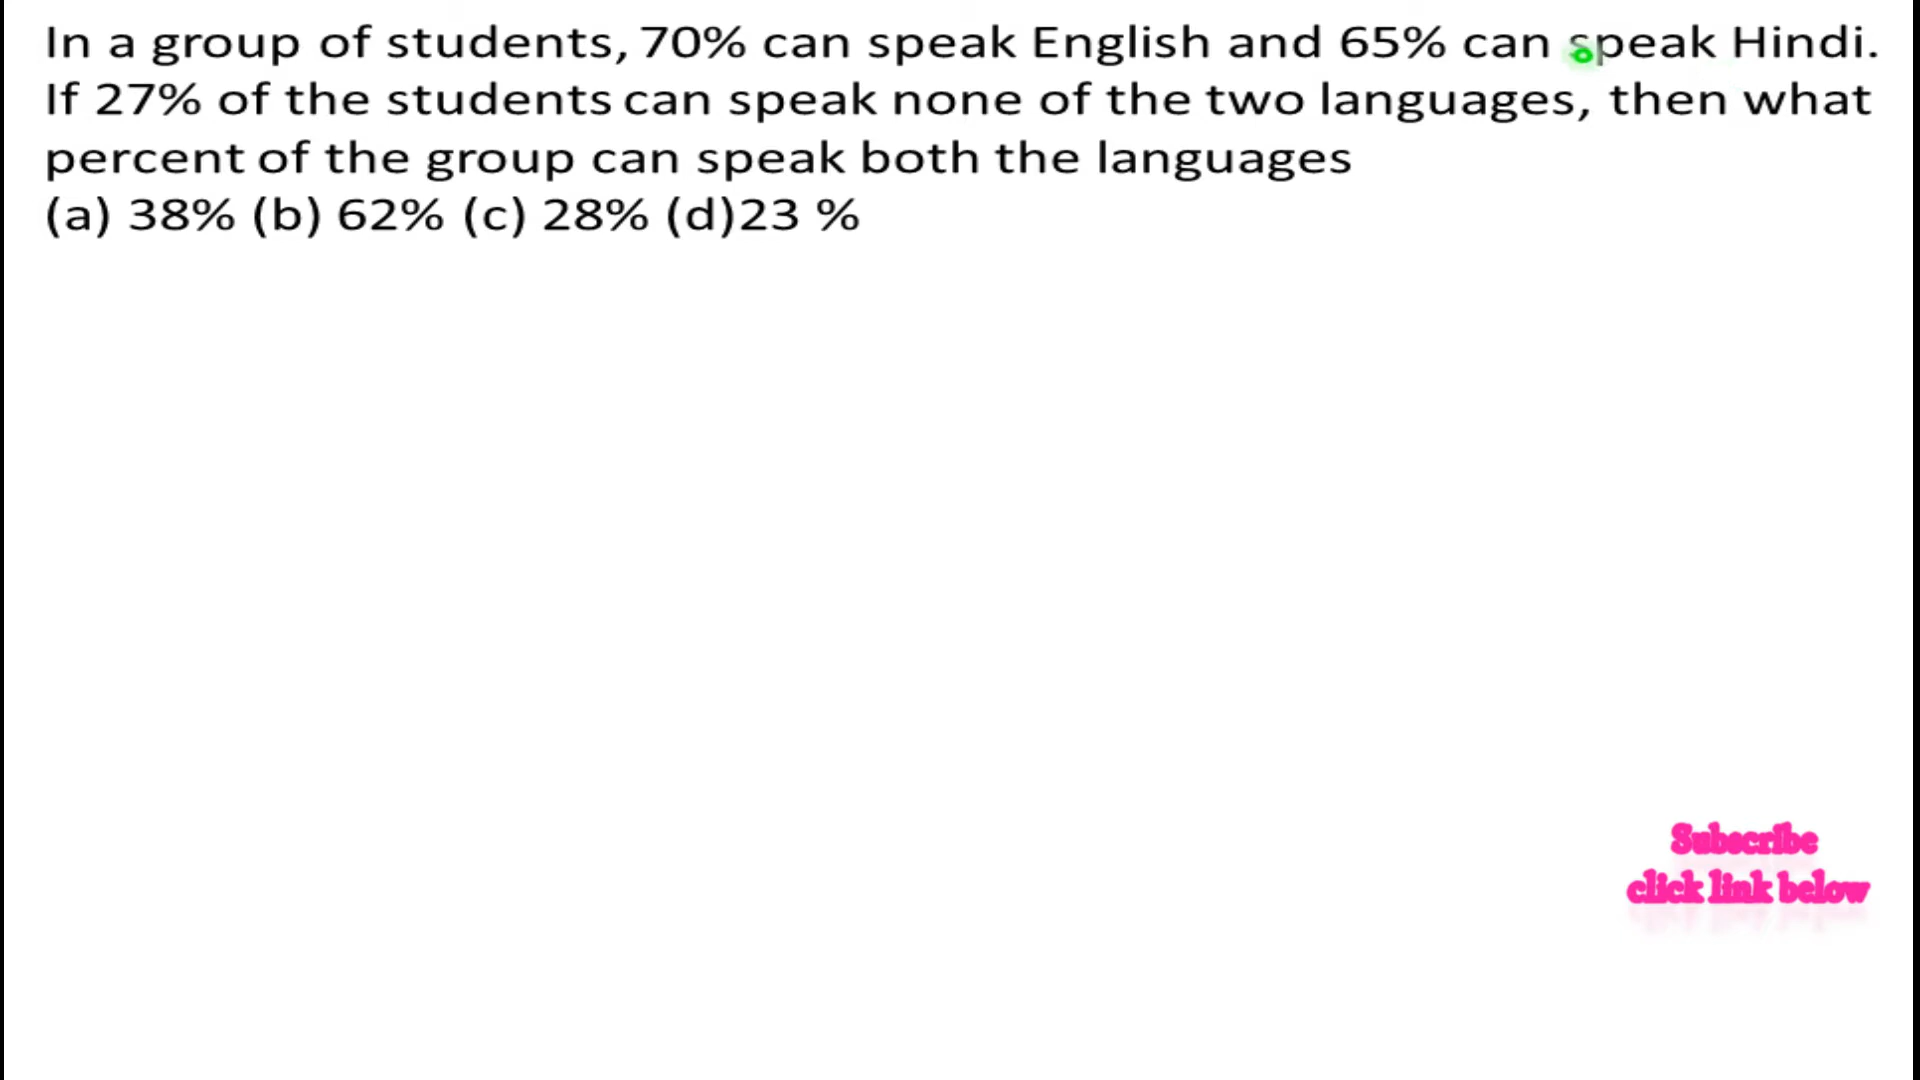 In a group of students, 70% can speak English and 65% can speak Hindi.
If 27% of the students can speak none of the two languages, then what
percent of the group can speak both the languages
(a) 38% (b) 62% (c) 28% (d)23 %
Subscribe
click link below